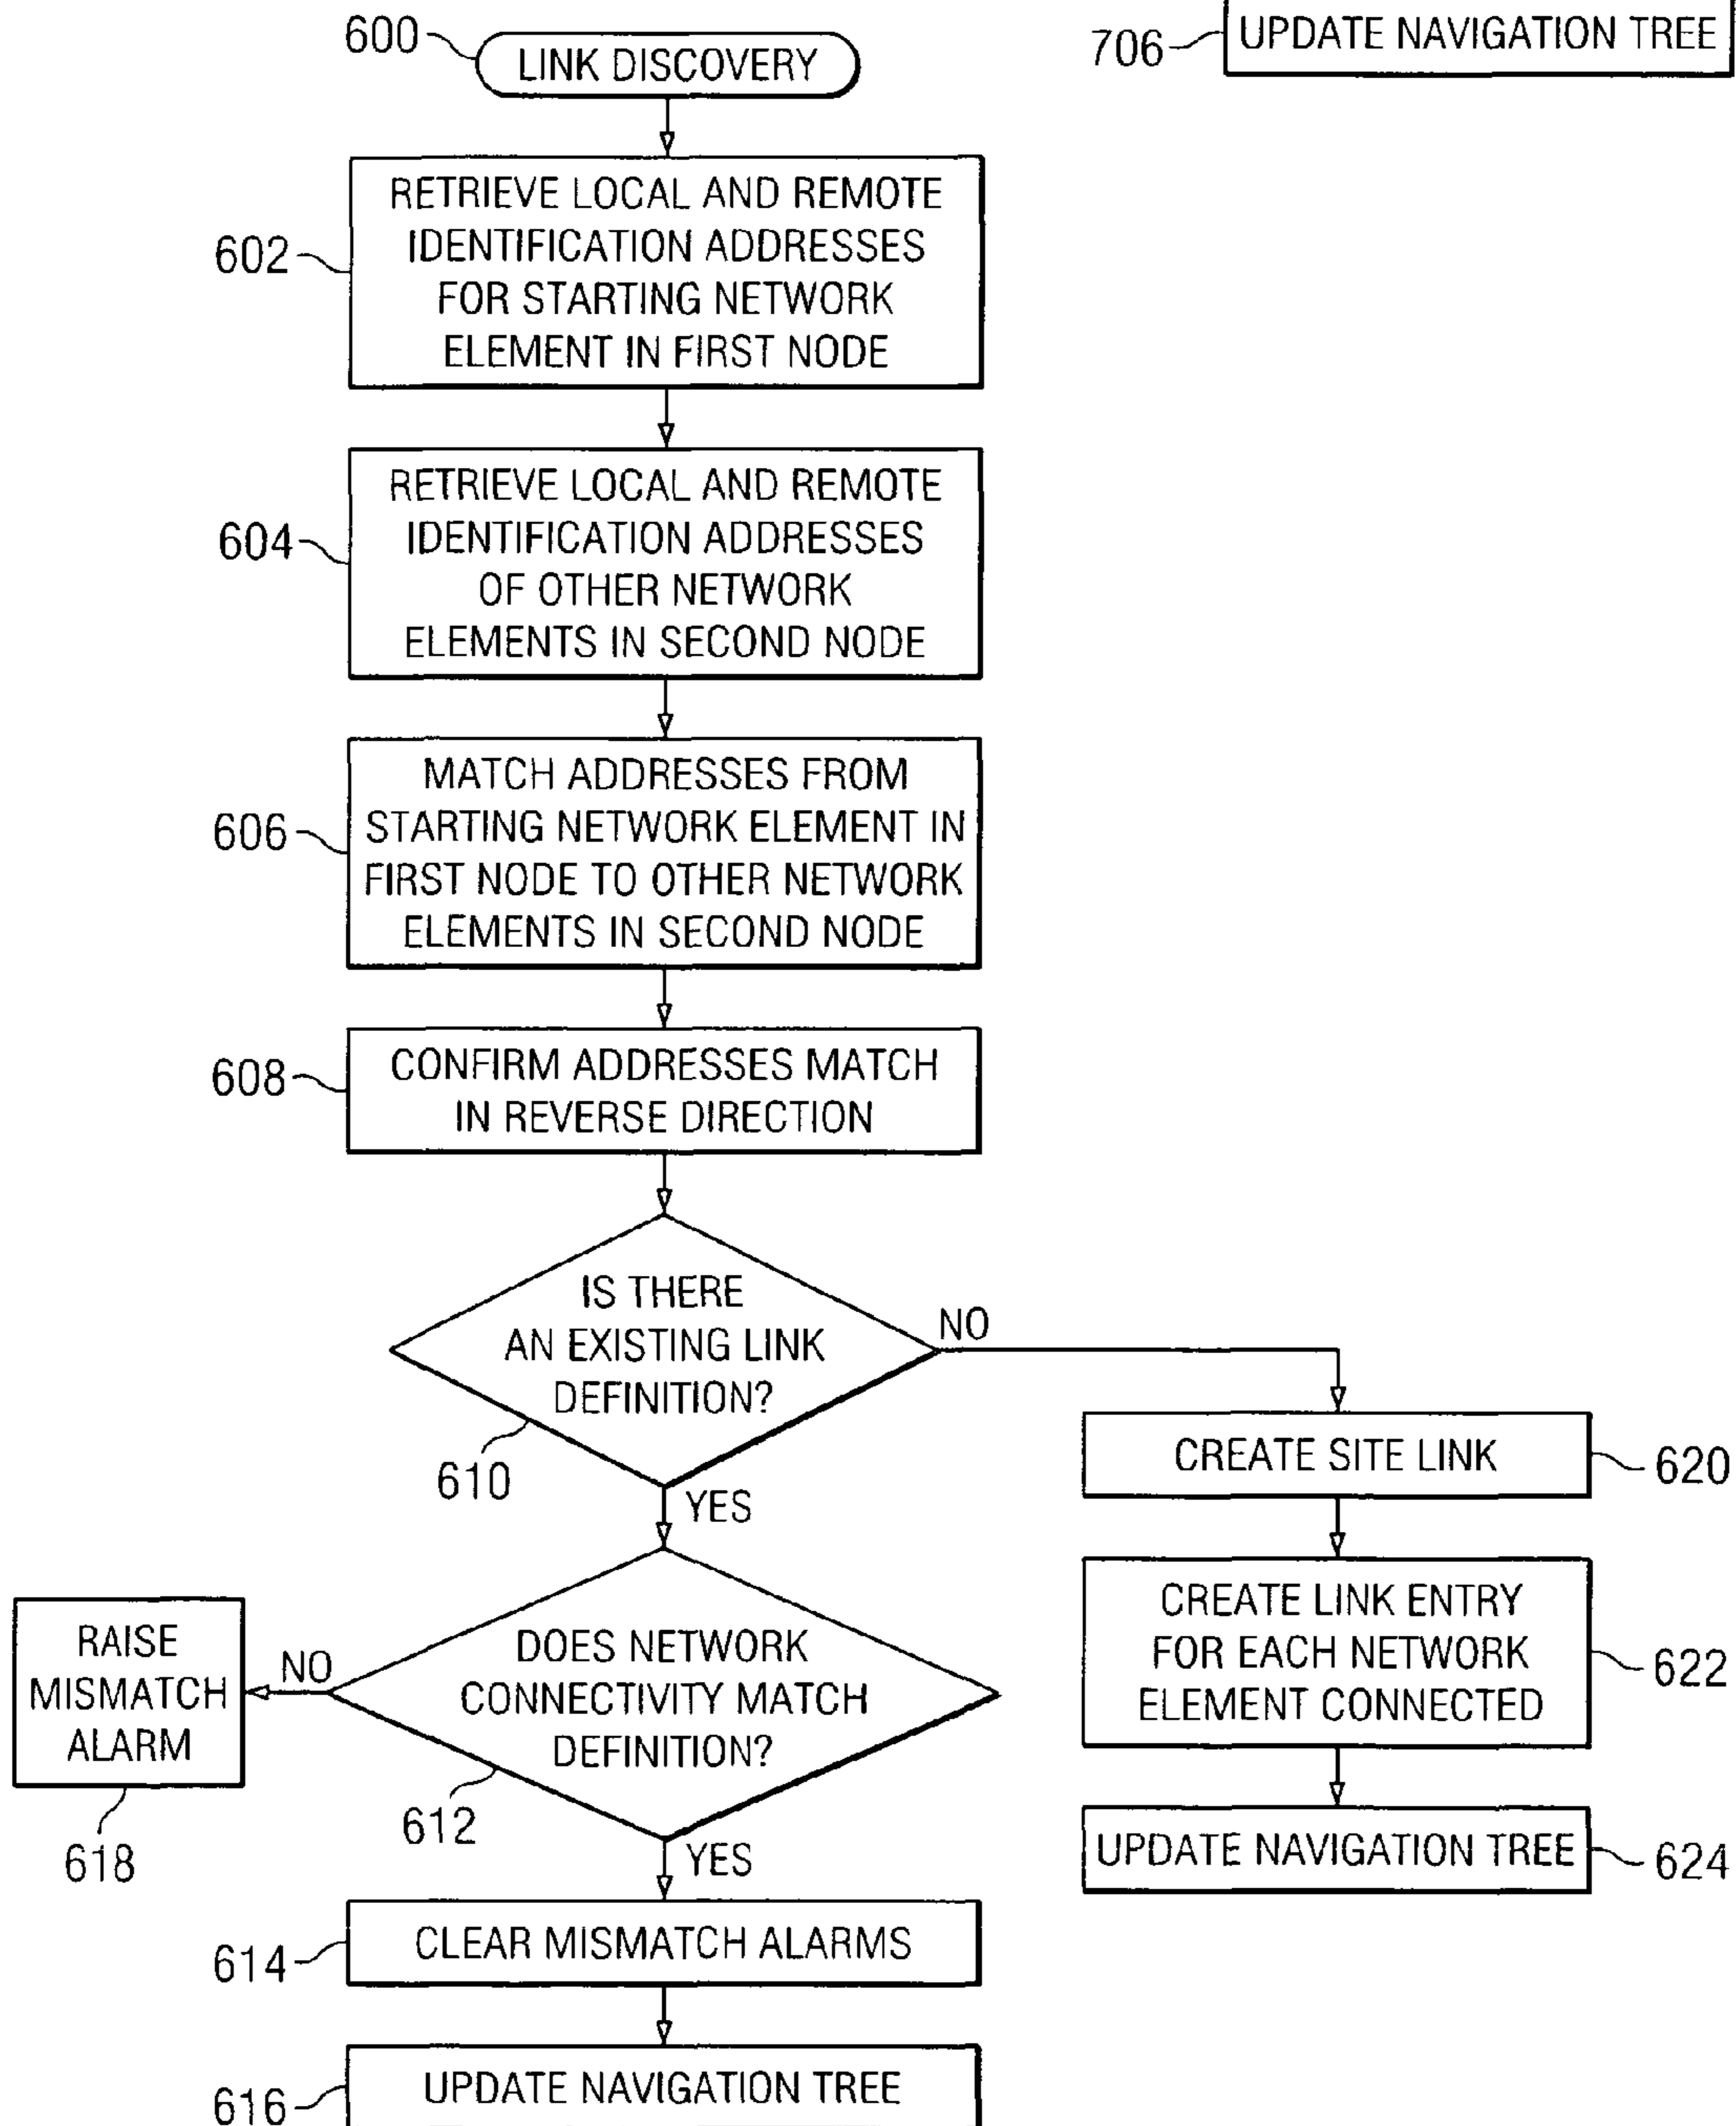 600
LINK DISCOVERY
706
UPDATE NAVIGATION TREE
602
RETRIEVE LOCAL AND REMOTE
IDENTIFICATION ADDRESSES
FOR STARTING NETWORK
ELEMENT IN FIRST NODE
604
RETRIEVE LOCAL AND REMOTE
IDENTIFICATION ADDRESSES
OF OTHER NETWORK
ELEMENTS IN SECOND NODE
606
MATCH ADDRESSES FROM
STARTING NETWORK ELEMENT IN
FIRST NODE TO OTHER NETWORK
ELEMENTS IN SECOND NODE
608
CONFIRM ADDRESSES MATCH
IN REVERSE DIRECTION
IS THERE
AN EXISTING LINK
DEFINITION?
610
NO
YES
CREATE SITE LINK
620
CREATE LINK ENTRY
FOR EACH NETWORK
ELEMENT CONNECTED
622
UPDATE NAVIGATION TREE
624
DOES NETWORK
CONNECTIVITY MATCH
DEFINITION?
612
NO
RAISE
MISMATCH
ALARM
618
YES
614
CLEAR MISMATCH ALARMS
616
UPDATE NAVIGATION TREE